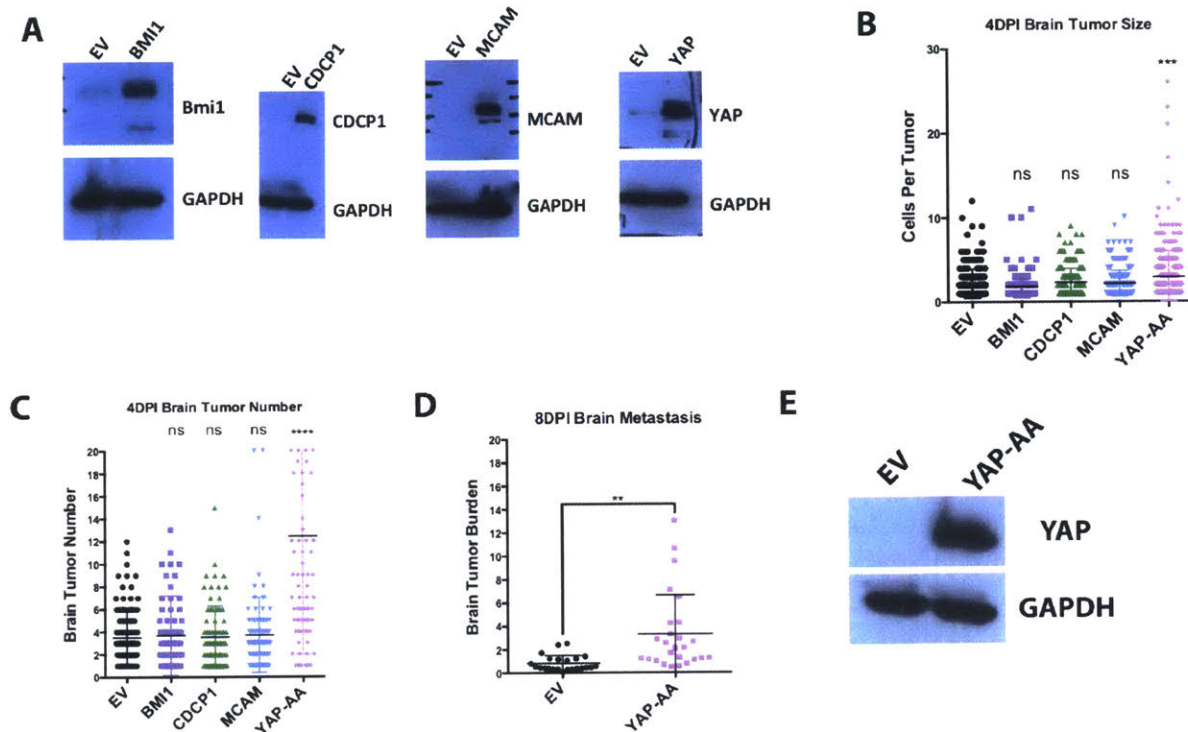 A
EV BMI1
Bmi1
GAPDH
EV CDCP1
CDCP1
GAPDH
EV MCAM
MCAM
GAPDH
EV YAP
YAP
GAPDH
B
4DPI Brain Tumor Size
Cells Per Tumor
30
20
10
0
ns ns ns ***
EV BMI1 CDCP1 MCAM YAP-AA
C
4DPI Brain Tumor Number
Brain Tumor Number
ns ns ns ****
20
18
16
14
12
10
8
6
4
2
0
EV BMI1 CDCP1 MCAM YAP-AA
D
8DPI Brain Metastasis
Brain Tumor Burden
20
18
16
14
12
10
8
6
4
2
0
**
EV YAP-AA
E
EV YAP-AA
YAP
GAPDH